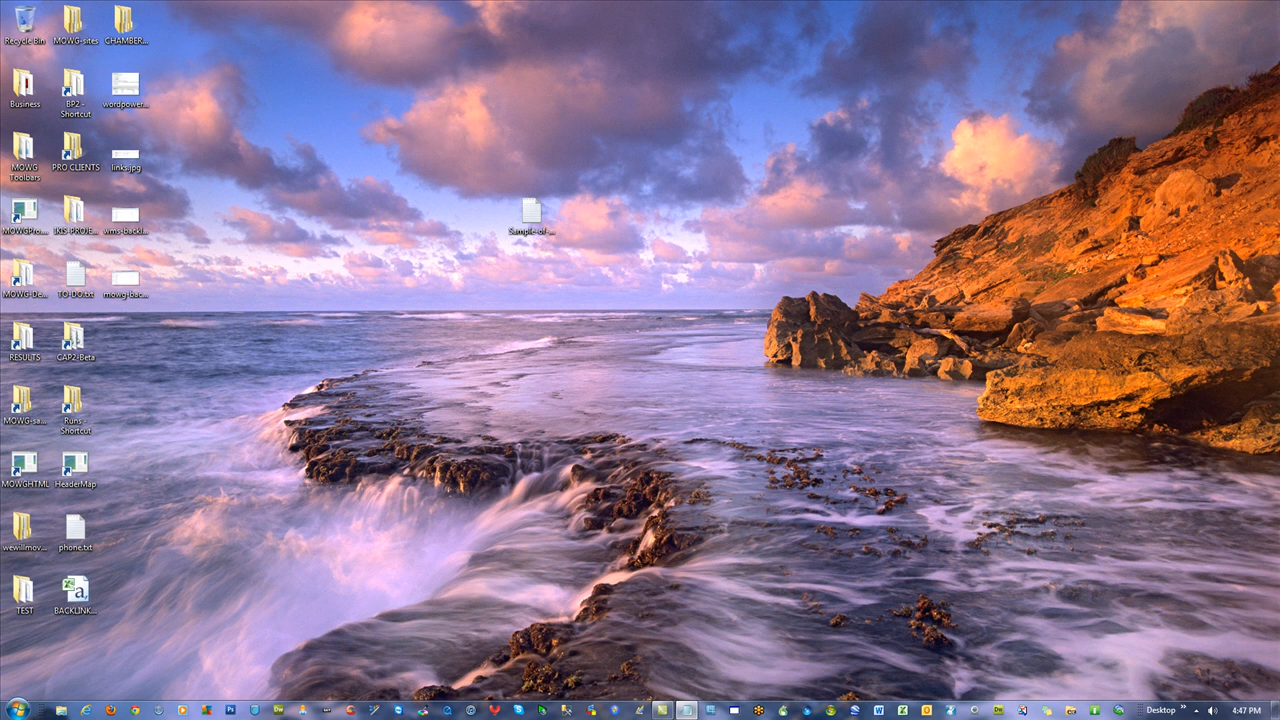 Recycle Bin
MOWG-sites
CHAMBER...
Business
BP2 -
Shortcut
wordpower...
MOWG
Toolbars
PRO CLIENTS
links.jpg
MOWGPro...
IKIS-PROJE...
wms-backl...
Sample-of-...
MOWG-De...
TO-DO.txt
mowg-bac...
RESULTS
CAP2-Beta
MOWG-sa...
Runs -
Shortcut
MOWGHTML
HeaderMap
wewillmov...
phone.txt
TEST
BACKLINK...
Desktop
4:47 PM